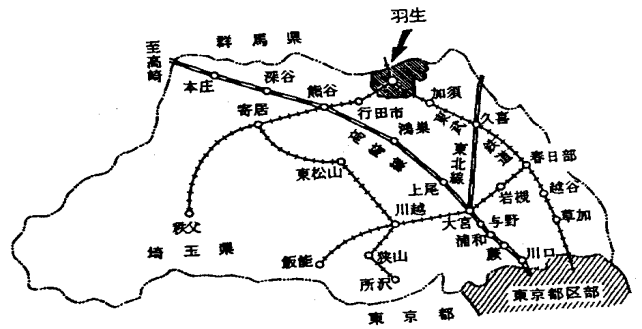 羽生
群馬県
至高崎
本庄
深谷
熊谷
行田市
加須
久喜
寄居
鴻巣
東北線
春日部
東松山
上尾
岩槻
越谷
川越
大宮
与野
草加
秩父
浦和
埼玉県
飯能
狭山
蕨
川口
所沢
東京都区部
東京都